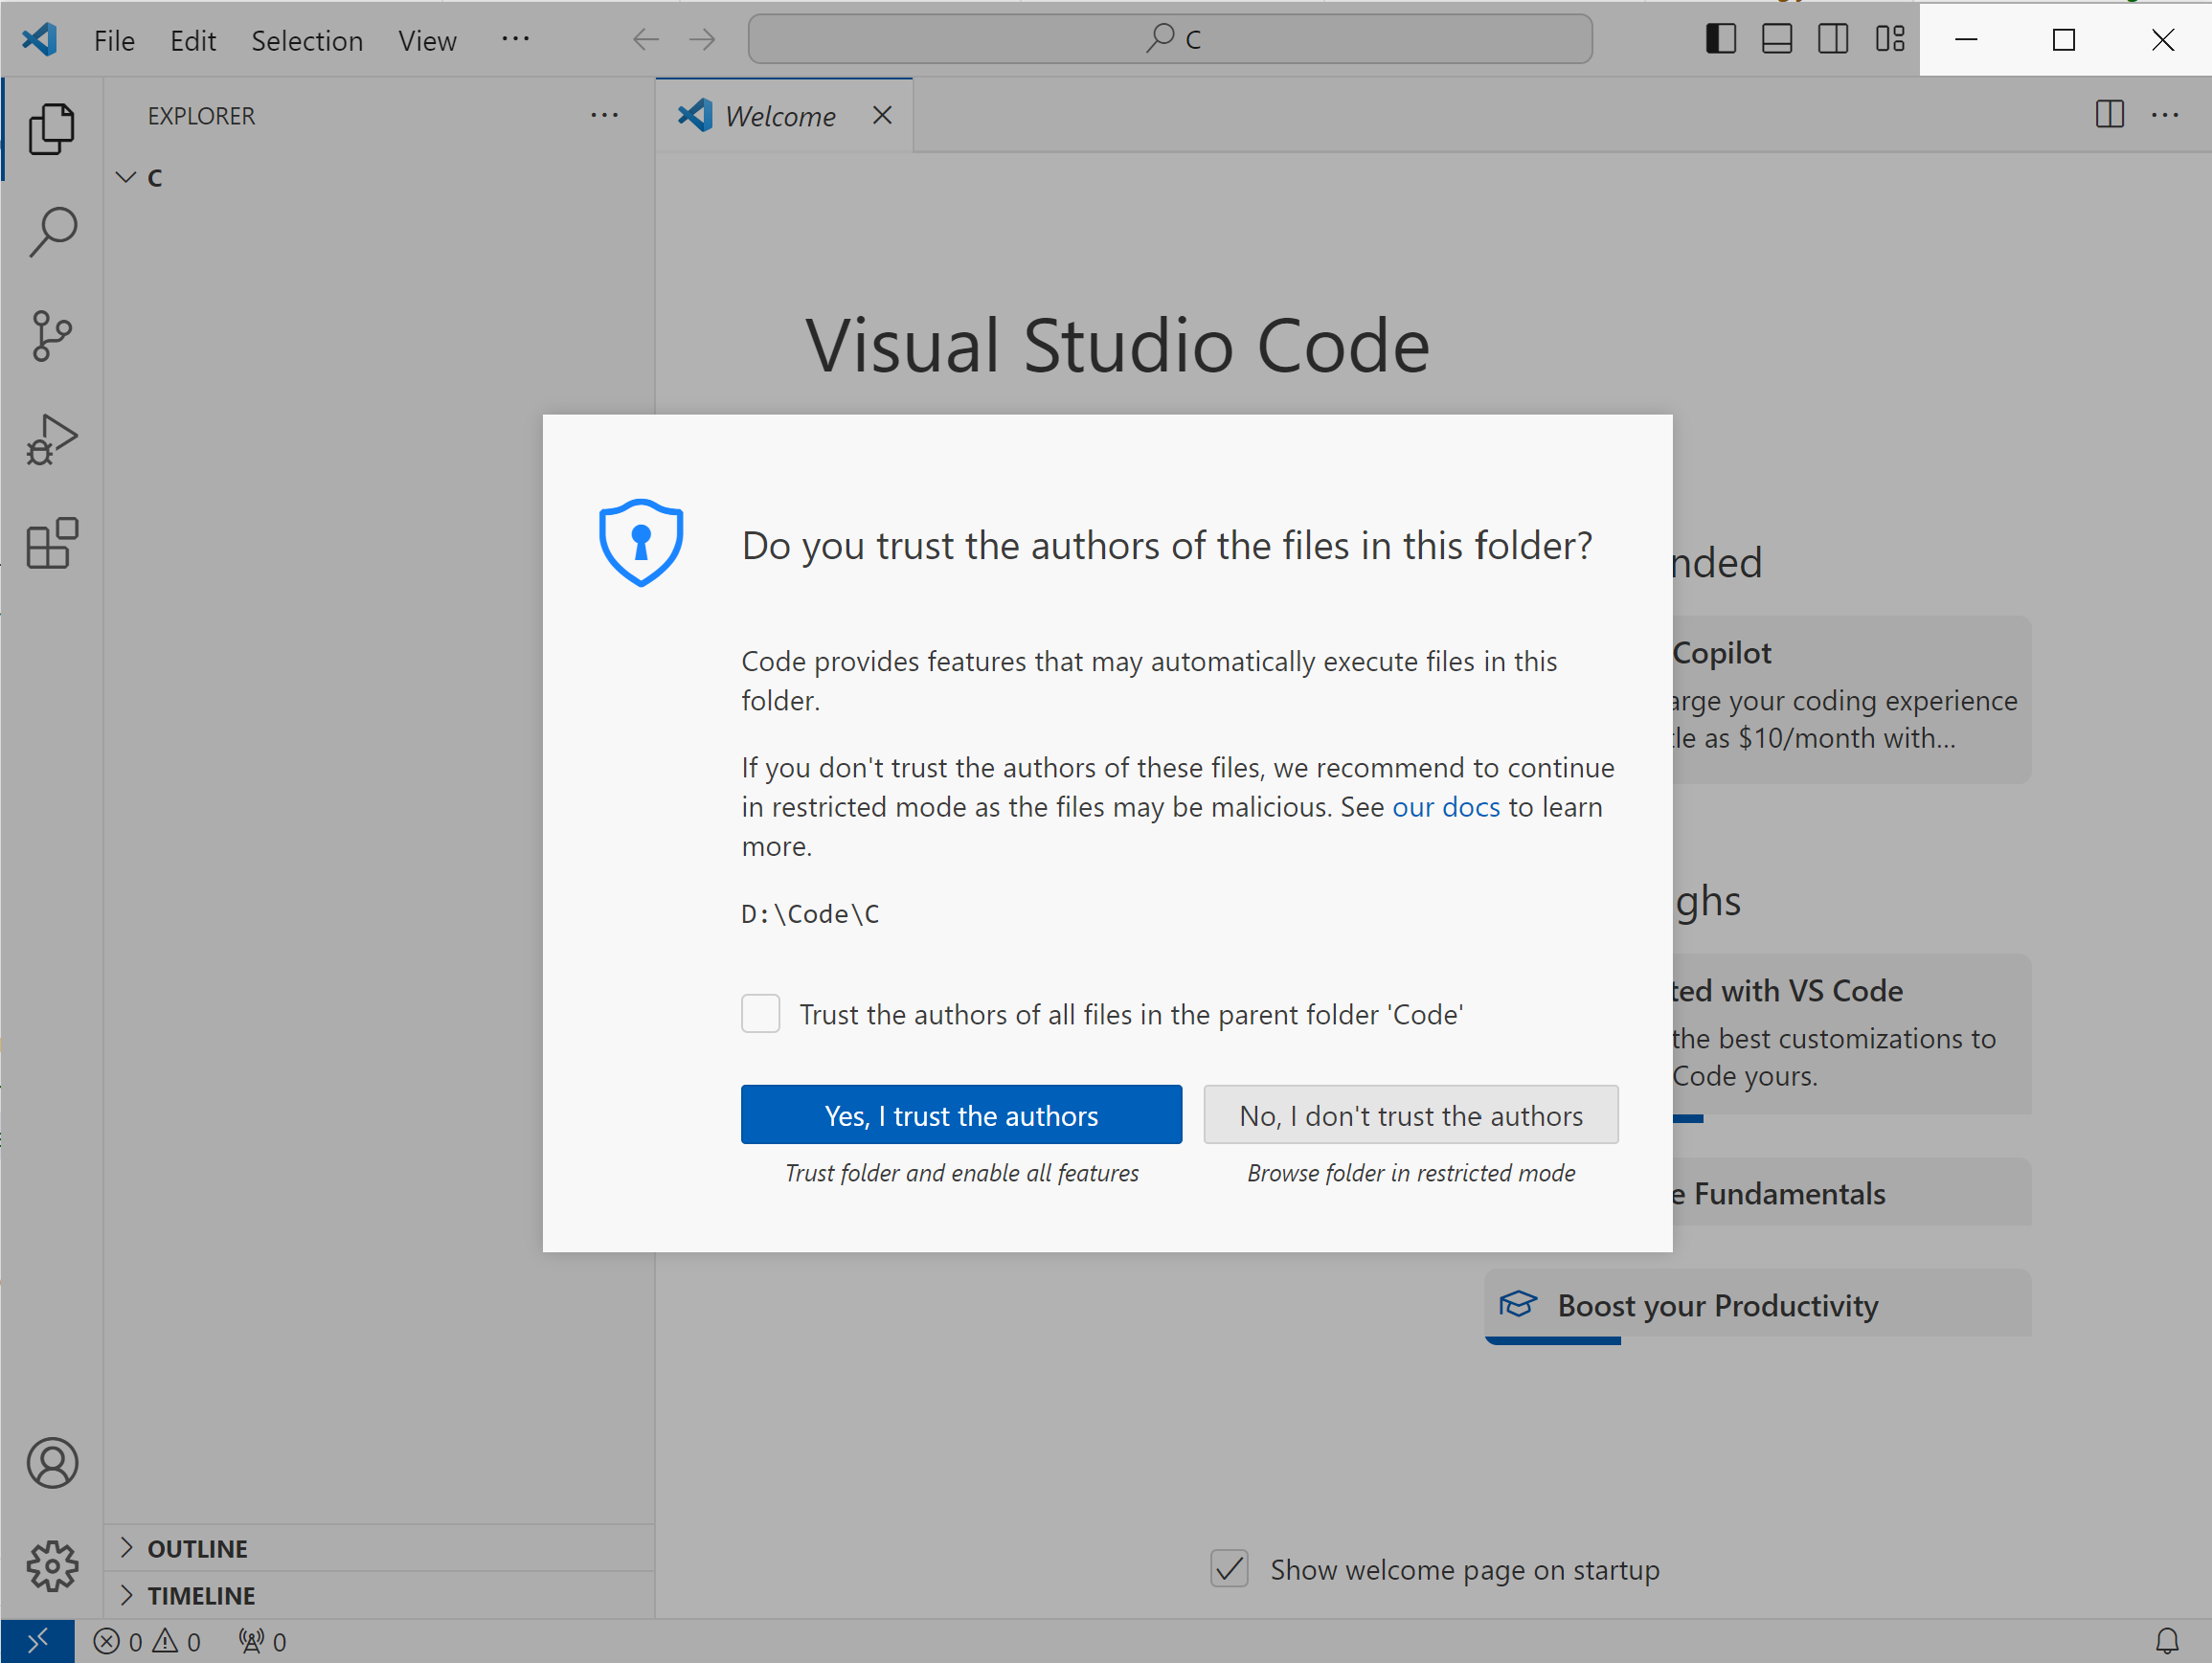 File Edit Selection View ···
C
EXPLORER ···
Welcome
···
C
Visual Studio Code
Do you trust the authors of the files in this folder?
nded
Code provides features that may automatically execute files in this
folder.
Copilot
arge your coding experience
tle as $10/month with...
If you don't trust the authors of these files, we recommend to continue
in restricted mode as the files may be malicious. See our docs to learn
more.
D:\Code\C
ghs
Trust the authors of all files in the parent folder 'Code'
ted with VS Code
the best customizations to
Code yours.
Yes, I trust the authors
No, I don't trust the authors
Trust folder and enable all features
Browse folder in restricted mode
e Fundamentals
Boost your Productivity
OUTLINE
Show welcome page on startup
TIMELINE
0 0 0